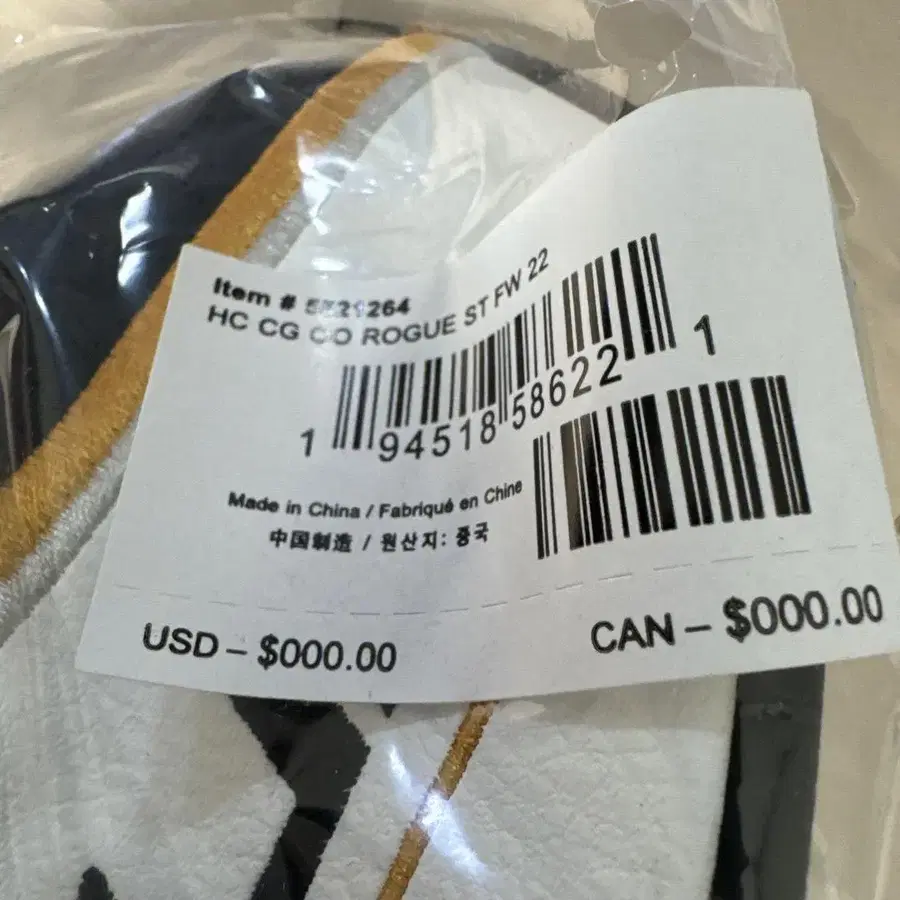 Item # 5521264
HC CG CO ROGUE ST FW 22
1 94518 58622 1
Made in China / Fabriqué en Chine
中国制造 / 원산지: 중국
USD – $000.00
CAN – $000.00